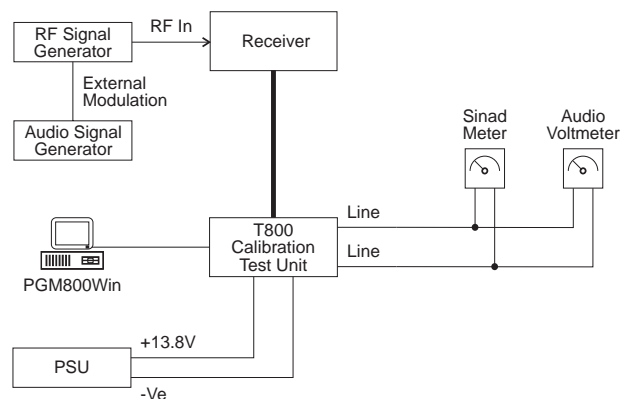 RF Signal
Generator
RF In
Receiver
External
Modulation
Audio Signal
Generator
Sinad
Meter
Audio
Voltmeter
T800
Calibration
Test Unit
Line
Line
PGM800Win
+13.8V
PSU
-Ve